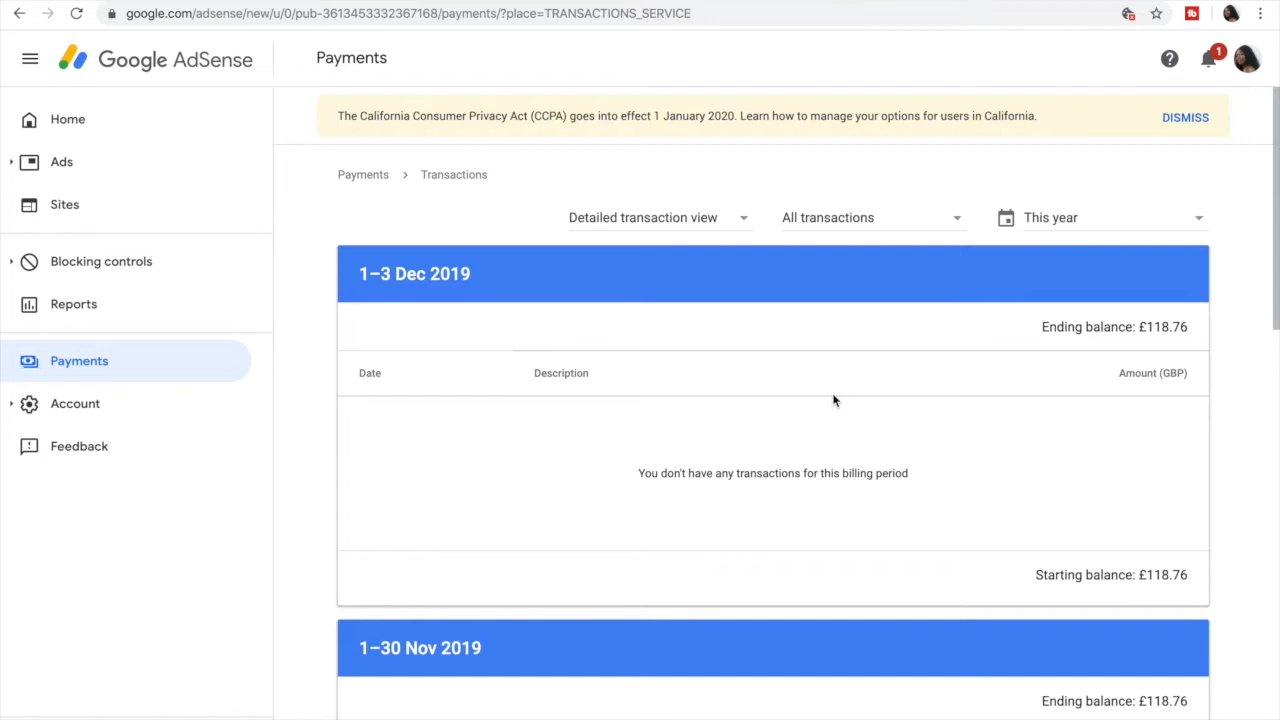 google.com/adsense/new/u/0/pub-3613453332367168/payments/?place=TRANSACTIONS_SERVICE
Google AdSense
Payments
1
Home
Ads
Sites
Blocking controls
Reports
Payments
Account
Feedback
The California Consumer Privacy Act (CCPA) goes into effect 1 January 2020. Learn how to manage your options for users in California.
DISMISS
Payments > Transactions
Detailed transaction view
All transactions
This year
1–3 Dec 2019
Ending balance: £118.76
Date Description Amount (GBP)
You don't have any transactions for this billing period
Starting balance: £118.76
1–30 Nov 2019
Ending balance: £118.76